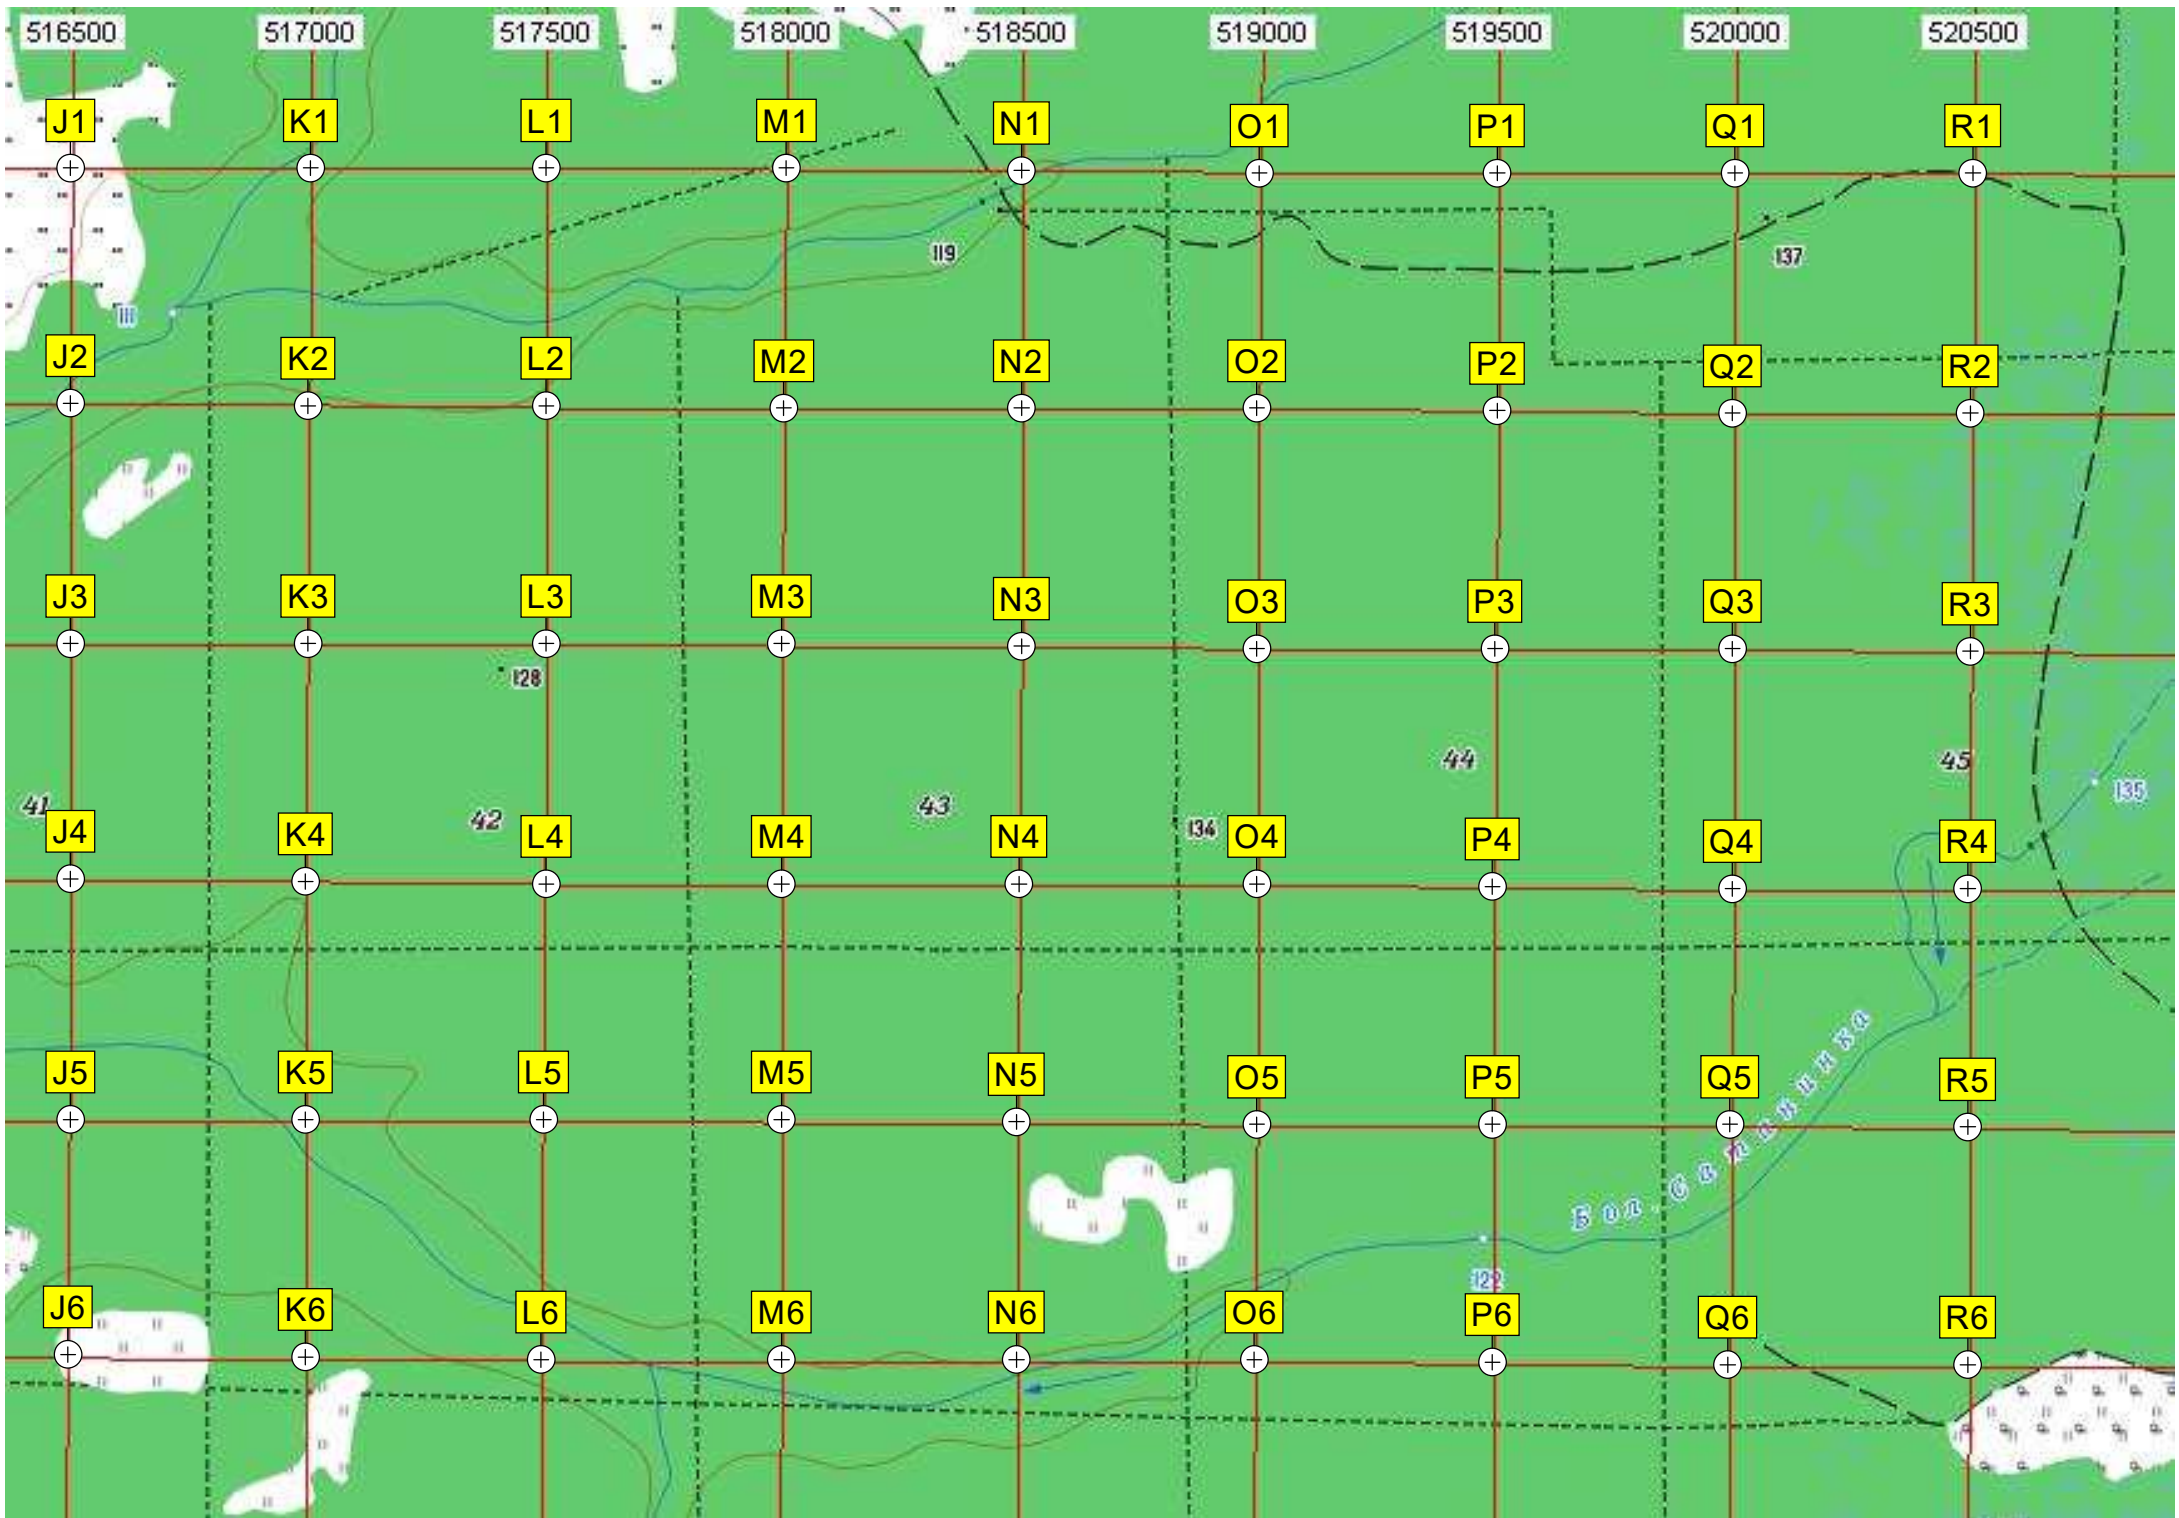 516500 517000 517500 518000 518500 519000 519500 520000 520500
J1 K1 L1 M1 N1 O1 P1 Q1 R1
119 137
111
J2 K2 L2 M2 N2 O2 P2 Q2 R2
J3 K3 L3 M3 N3 O3 P3 Q3 R3
128
44 45
135
41 42 43 134
J4 K4 L4 M4 N4 O4 P4 Q4 R4
J5 K5 L5 M5 N5 O5 P5 Q5 R5
Бол. Сатанинка
122
J6 K6 L6 M6 N6 O6 P6 Q6 R6